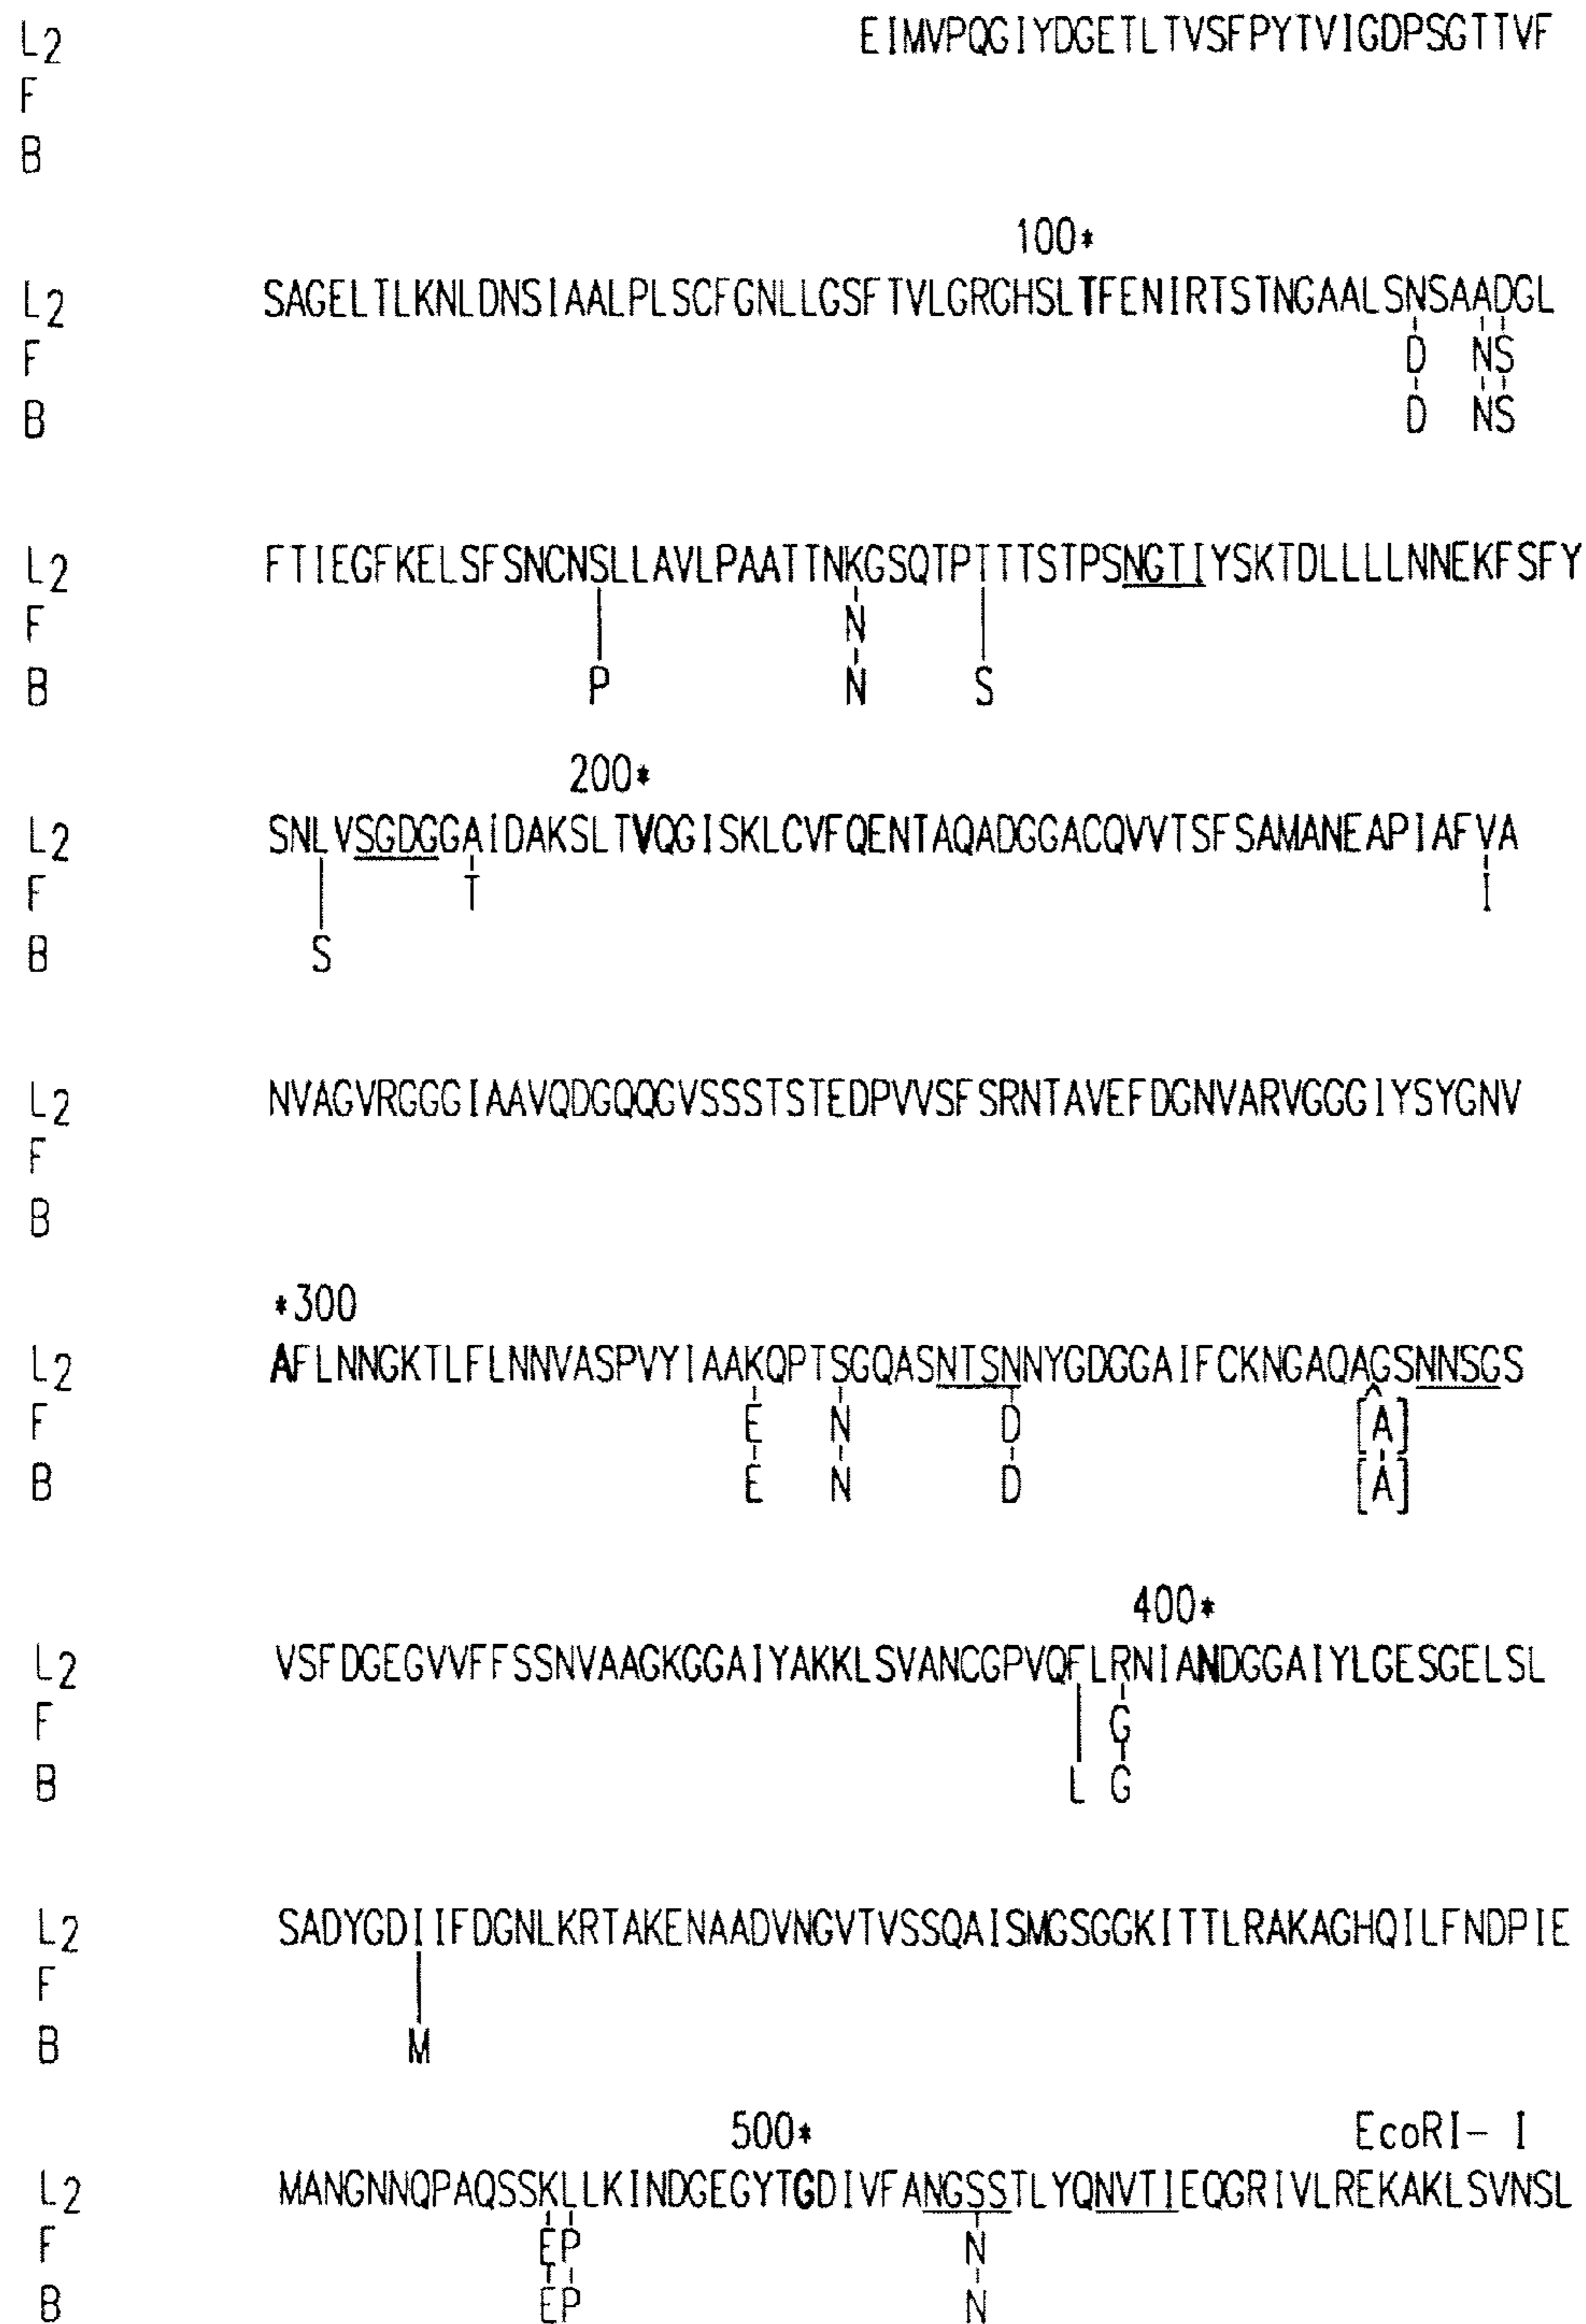 L2 EIMVPQGIYDGETLTVSFPYTVIGDPSGTTVF
F
B
100*
L2 SAGELTLKNLDNSIAALPLSCFGNLLGSFTVLGRGHSLTFENIRTSTNGAALSNSAADGL
F D NS
B D NS
L2 FTIEGFKELSFSNCNSLLAVLPAATTNKGSQTPTTTSTPSNGTIYSKTDLLLLNNEKFSFY
F N
B P N S
200*
L2 SNLVSGDGGAIDAKSLTVQGISKLCVFQENTAQADGGACQVVTSFSAMANEAPIAFVA
F T I
B S
L2 NVAGVRGGGIAAVQDGQQGVSSSTSTEDPVVSFSRNTAVEFDGNVARVGGGIYSYGNV
F
B
*300
L2 AFLNNGKTLFLNNVASPVYIAAKQPTSGQASNTSNNYGDGGAIFCKNGAQAGSNNSGS
F E N D [A]
B E N D [A]
400*
L2 VSFDGEGVVFFSSNVAAGKGGAIYAKKLSVANCGPVQFLRNIANDGGAIYLGESGELSL
F G
B L G
L2 SADYGDIIFDGNLKRTAKENAADVNGVTVSSQAISMGSGGKITTLRAKAGHQILFNDPIE
F
B M
500* EcoRI- I
L2 MANGNNQPAQSSKLLKINDGEGYTGDIVFANGSSTLYQNVTIEQGRIVLREKAKLSVNSL
F EP N
B EP N